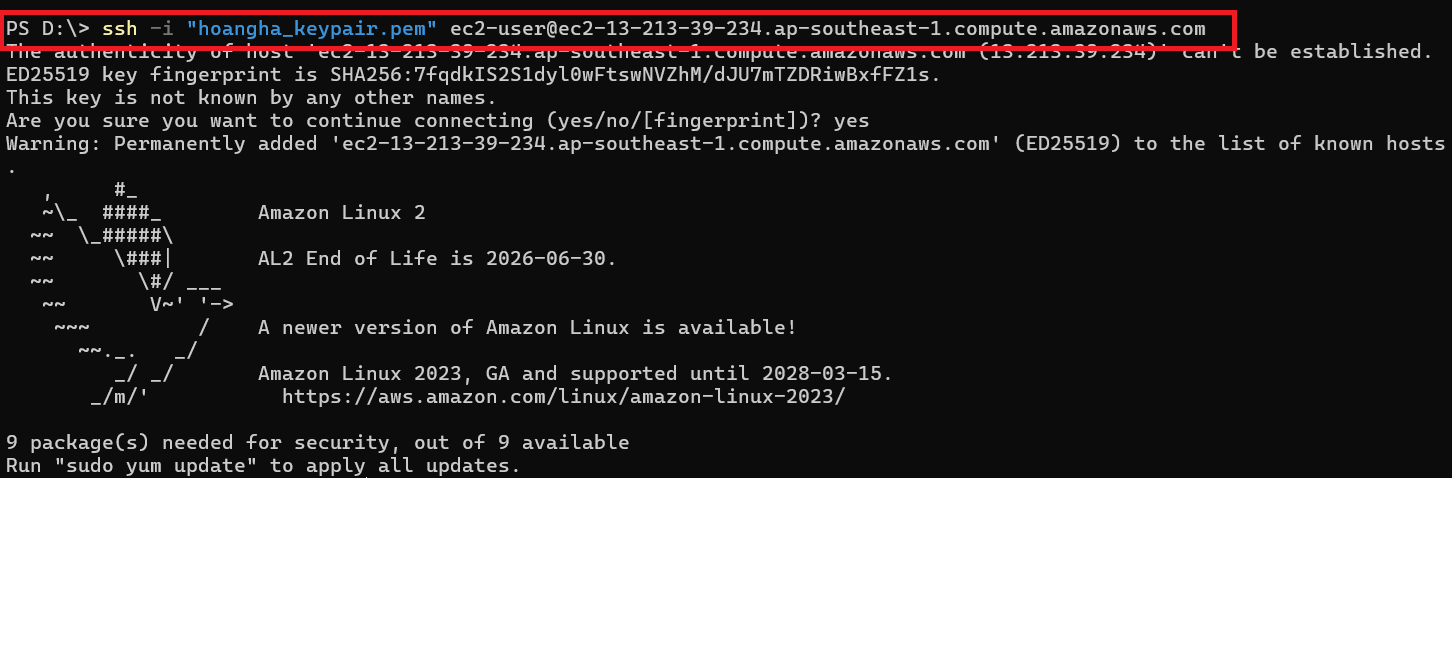 PS D:\> ssh -i "hoangha_keypair.pem" ec2-user@ec2-13-213-39-234.ap-southeast-1.compute.amazonaws.com
The authenticity of host 'ec2-13-213-39-234.ap-southeast-1.compute.amazonaws.com (13.213.39.234)' can't be established.
ED25519 key fingerprint is SHA256:7fqdkIS2S1dyl0wFtswNVZhM/dJU7mTZDRiwBxfFZ1s.
This key is not known by any other names.
Are you sure you want to continue connecting (yes/no/[fingerprint])? yes
Warning: Permanently added 'ec2-13-213-39-234.ap-southeast-1.compute.amazonaws.com' (ED25519) to the list of known hosts
.
   ,     #_
   ~\_  ####_        Amazon Linux 2
  ~~  \_#####\
  ~~     \###|       AL2 End of Life is 2026-06-30.
  ~~       \#/ ___
   ~~       V~' '->
    ~~~         /    A newer version of Amazon Linux is available!
      ~~._.   _/
         _/ _/       Amazon Linux 2023, GA and supported until 2028-03-15.
       _/m/'           https://aws.amazon.com/linux/amazon-linux-2023/
9 package(s) needed for security, out of 9 available
Run "sudo yum update" to apply all updates.